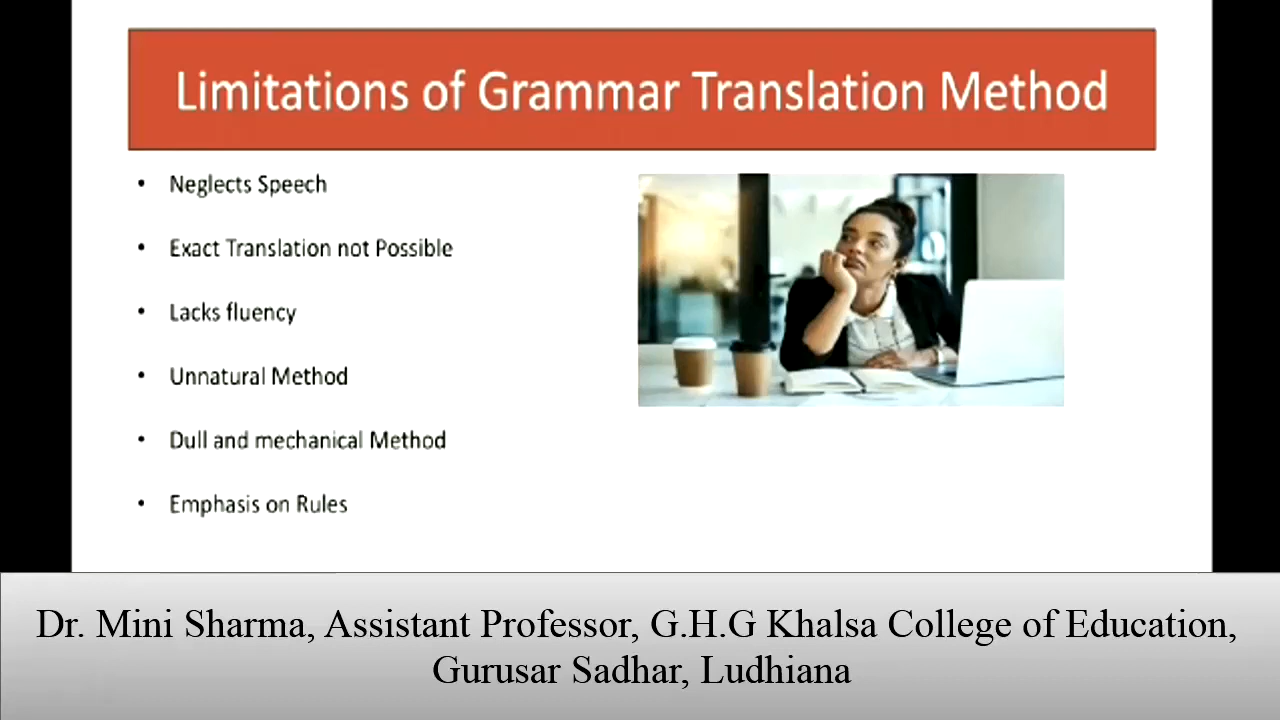 Limitations of Grammar Translation Method
• Neglects Speech
• Exact Translation not Possible
• Lacks fluency
• Unnatural Method
• Dull and mechanical Method
• Emphasis on Rules
Dr. Mini Sharma, Assistant Professor, G.H.G Khalsa College of Education,
Gurusar Sadhar, Ludhiana